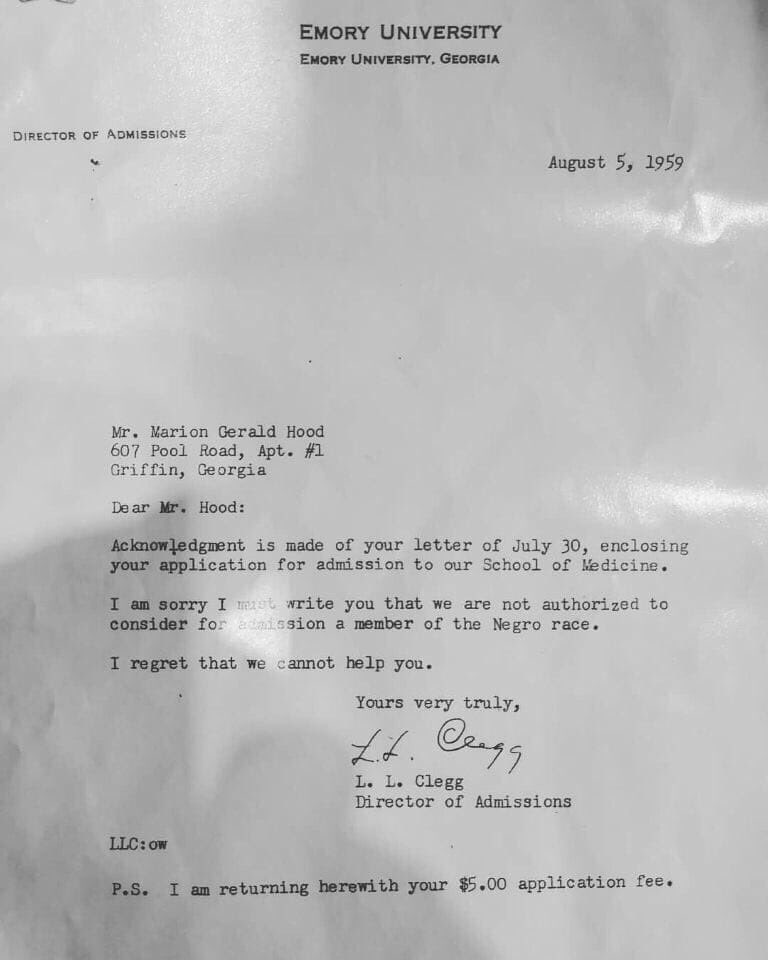 EMORY UNIVERSITY
EMORY UNIVERSITY, GEORGIA
DIRECTOR OF ADMISSIONS
August 5, 1959
Mr. Marion Gerald Hood
607 Pool Road, Apt. #1
Griffin, Georgia
Dear Mr. Hood:
Acknowledgment is made of your letter of July 30, enclosing
your application for admission to our School of Medicine.
I am sorry I must write you that we are not authorized to
consider for admission a member of the Negro race.
I regret that we cannot help you.
Yours very truly,
L. L. Clegg
L. L. Clegg
Director of Admissions
LLC:ow
P.S. I am returning herewith your $5.00 application fee.